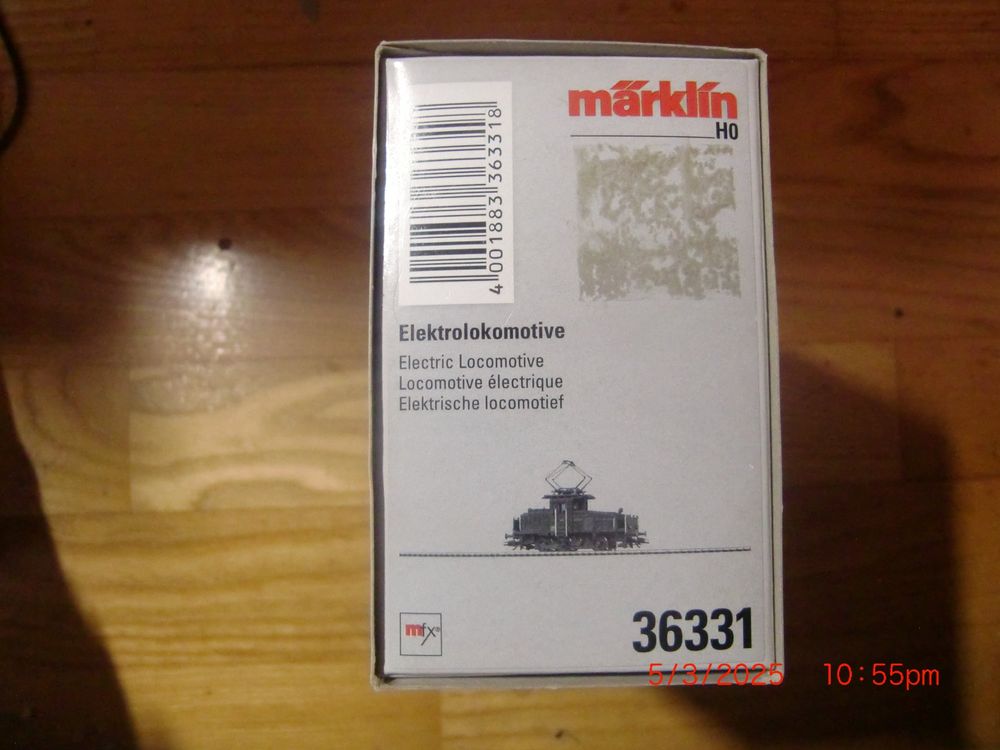 märklin
H0
4 001883 363318
Elektrolokomotive
Electric Locomotive
Locomotive électrique
Elektrische locomotief
mfx®
36331
5/3/2025 10:55pm